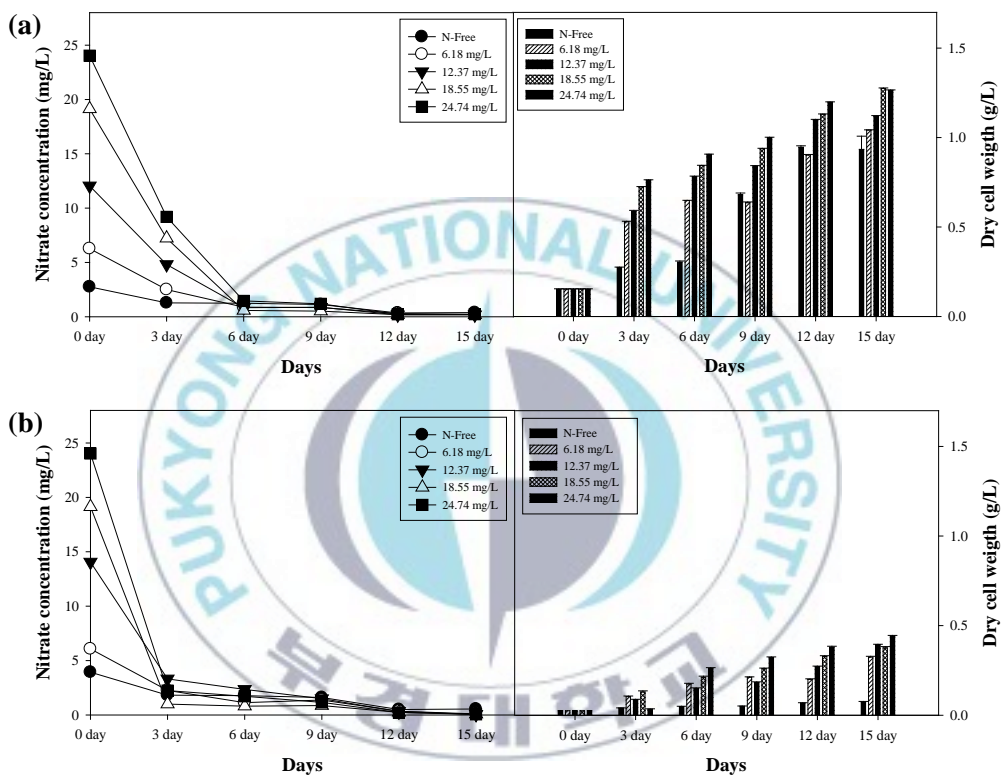 (a)
Nitrate concentration (mg/L)
25
20
15
10
5
0
0 day 3 day 6 day 9 day 12 day 15 day
Days
N-Free
6.18 mg/L
12.37 mg/L
18.55 mg/L
24.74 mg/L
N-Free
6.18 mg/L
12.37 mg/L
18.55 mg/L
24.74 mg/L
0 day 3 day 6 day 9 day 12 day 15 day
Days
1.5
1.0
0.5
0.0
Dry cell weigth (g/L)
(b)
Nitrate concentration (mg/L)
25
20
15
10
5
0
0 day 3 day 6 day 9 day 12 day 15 day
Days
N-Free
6.18 mg/L
12.37 mg/L
18.55 mg/L
24.74 mg/L
N-Free
6.18 mg/L
12.37 mg/L
18.55 mg/L
24.74 mg/L
0 day 3 day 6 day 9 day 12 day 15 day
Days
1.5
1.0
0.5
0.0
Dry cell weigth (g/L)
PUKYONG NATIONAL UNIVERSITY
부경대학교